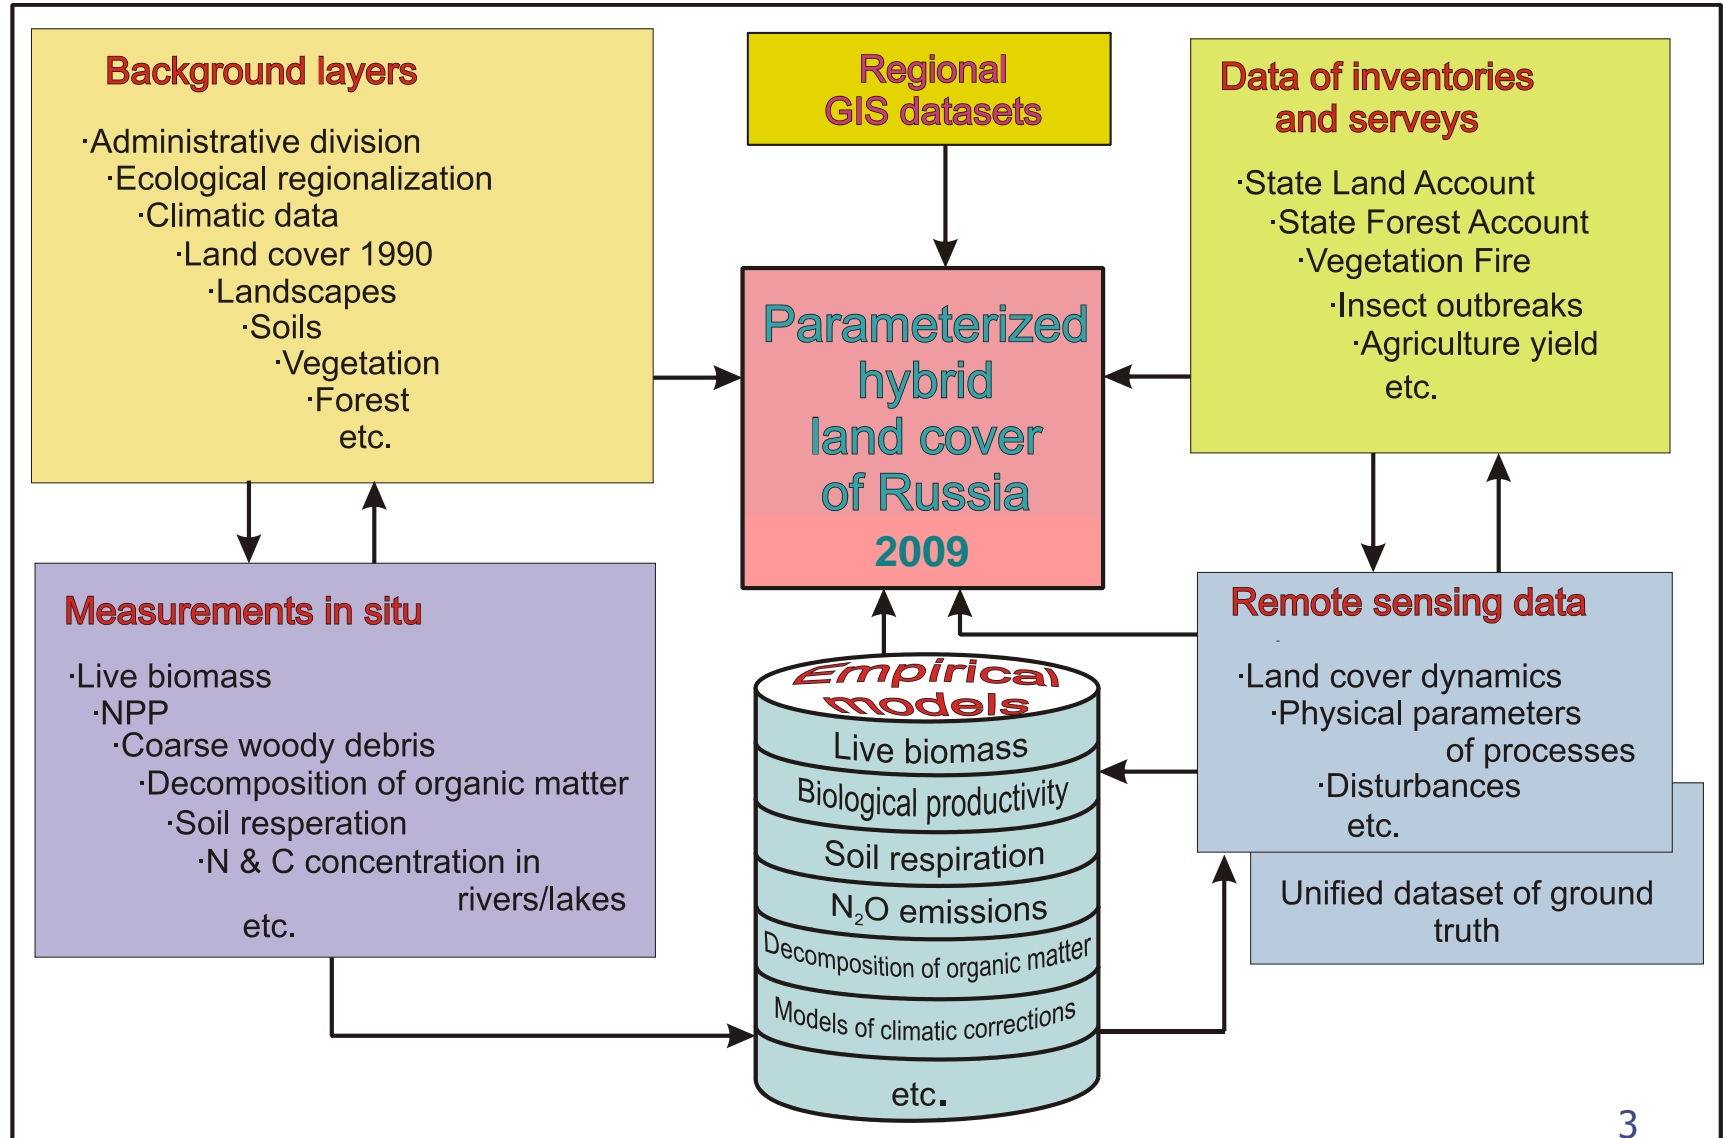 Background layers
·Administrative division
·Ecological regionalization
·Climatic data
·Land cover 1990
·Landscapes
·Soils
·Vegetation
·Forest
etc.
Regional
GIS datasets
Data of inventories
and serveys
·State Land Account
·State Forest Account
·Vegetation Fire
·Insect outbreaks
·Agriculture yield
etc.
Parameterized
hybrid
land cover
of Russia
2009
Measurements in situ
·Live biomass
·NPP
·Coarse woody debris
·Decomposition of organic matter
·Soil resperation
·N & C concentration in
rivers/lakes
etc.
Empirical
models
Live biomass
Biological productivity
Soil respiration
N₂O emissions
Decomposition of organic matter
Models of climatic corrections
etc.
Remote sensing data
·Land cover dynamics
·Physical parameters
of processes
·Disturbances
etc.
Unified dataset of ground
truth
3